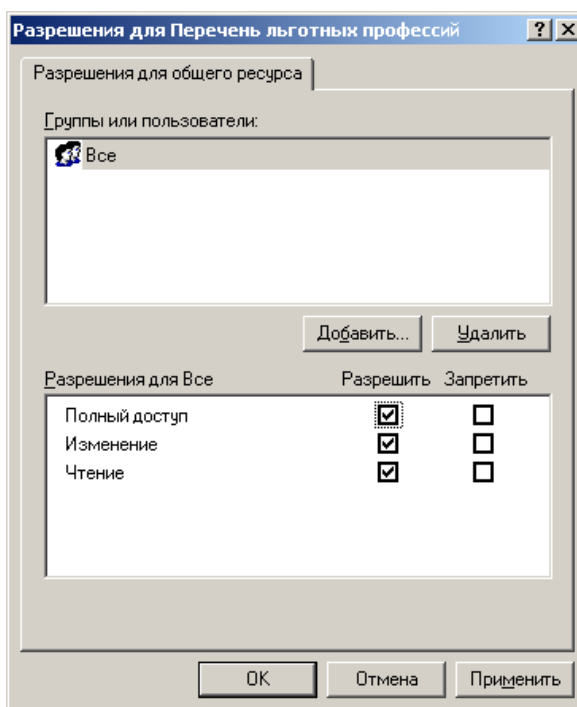 Разрешения для Перечень льготных профессий
Разрешения для общего ресурса
Группы или пользователи:
Все
Добавить... Удалить
Разрешения для Все Разрешить Запретить
Полный доступ
Изменение
Чтение
OK Отмена Применить